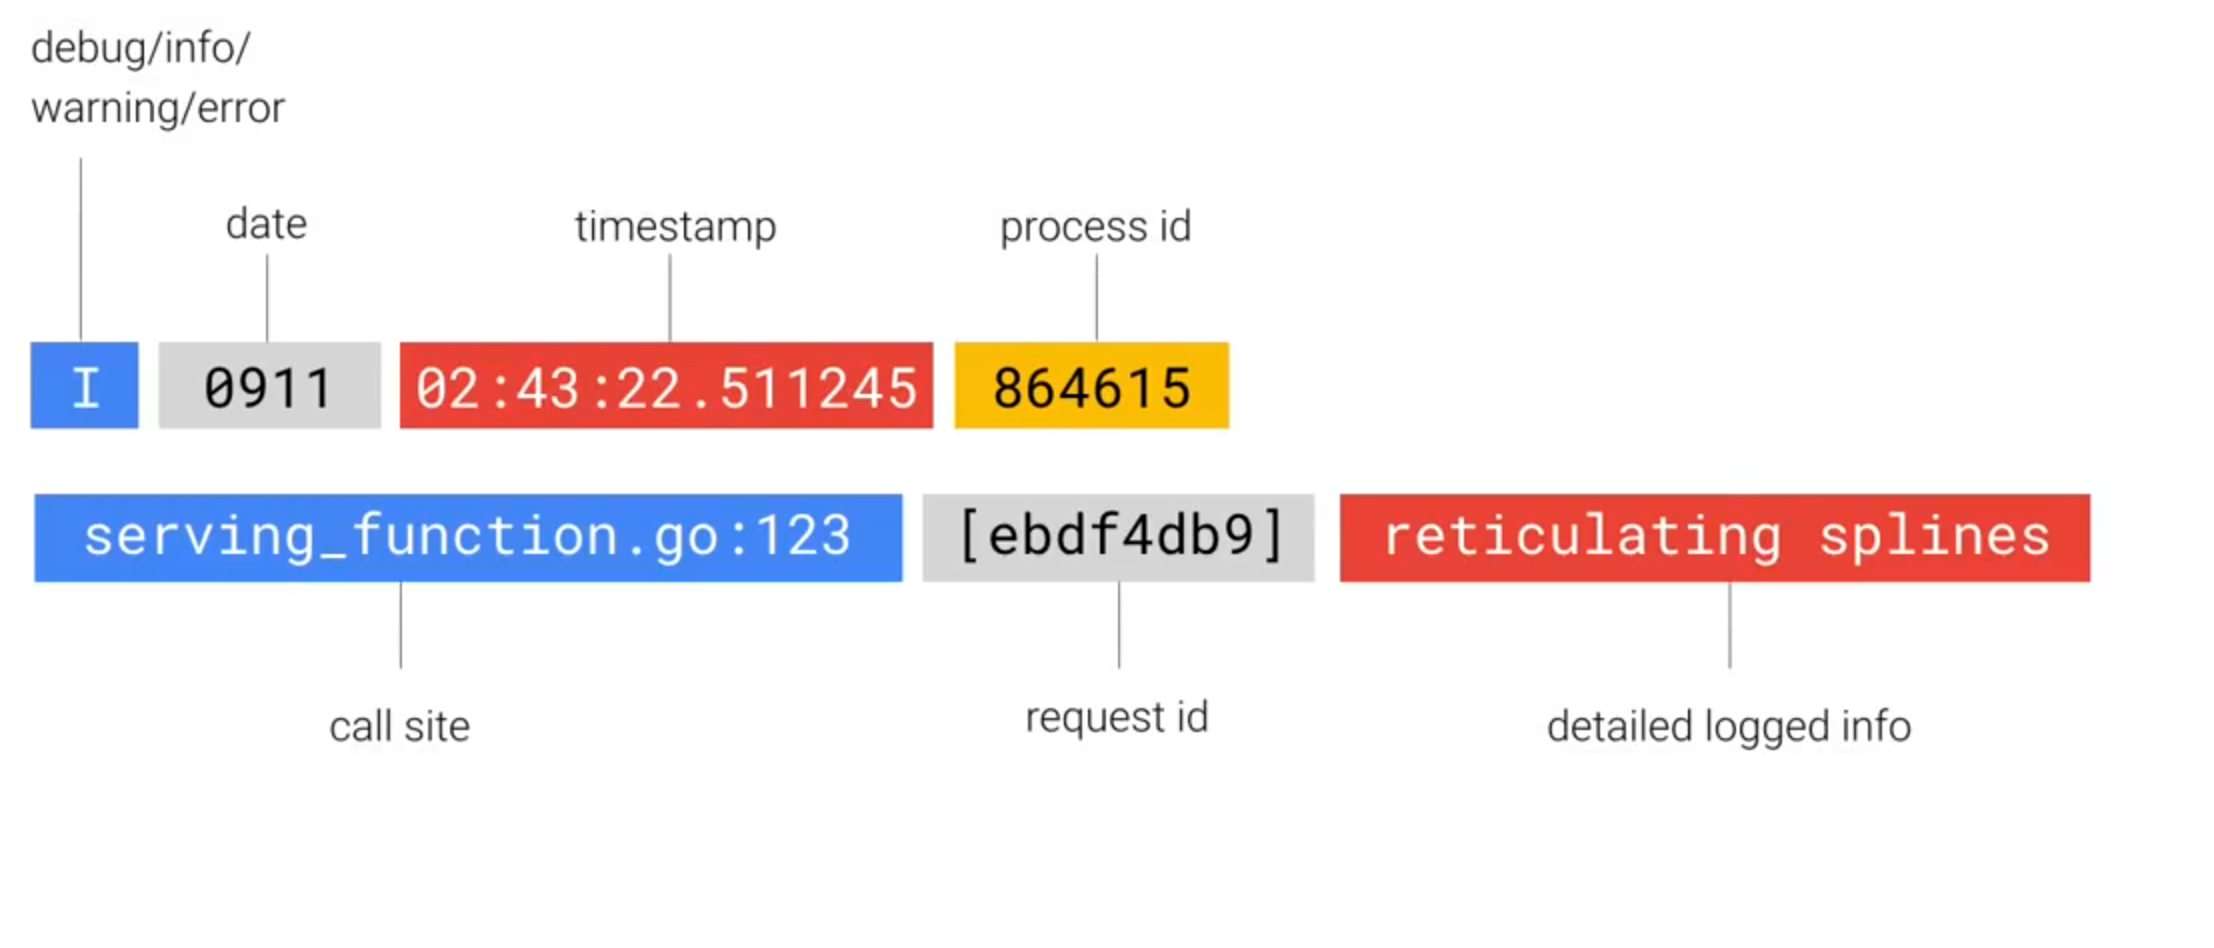 debug/info/
warning/error
date
timestamp
process id
I 0911 02:43:22.511245 864615
serving_function.go:123 [ebdf4db9] reticulating splines
call site
request id
detailed logged info